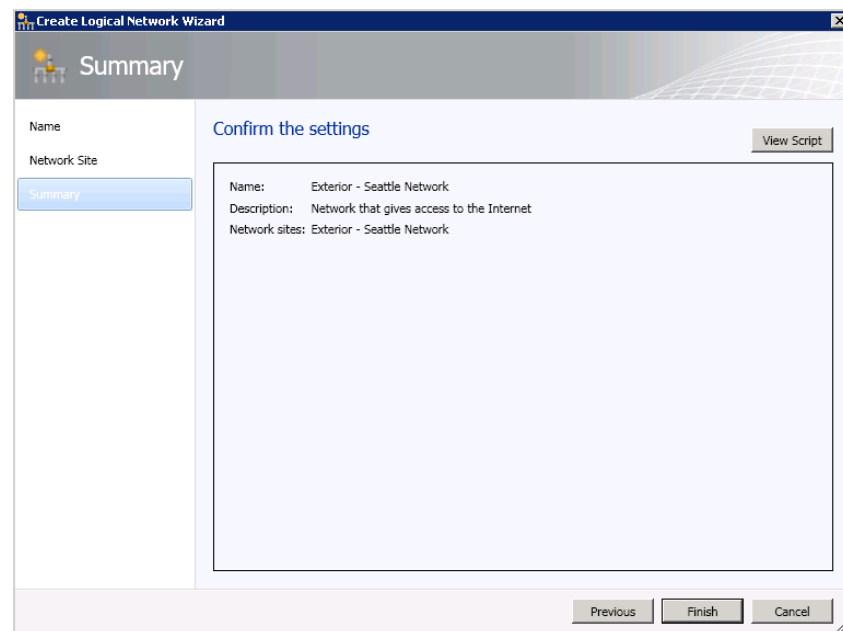 Create Logical Network Wizard
Summary
Name
Network Site
Summary
Confirm the settings
View Script
Name: Exterior - Seattle Network
Description: Network that gives access to the Internet
Network sites: Exterior - Seattle Network
Previous Finish Cancel